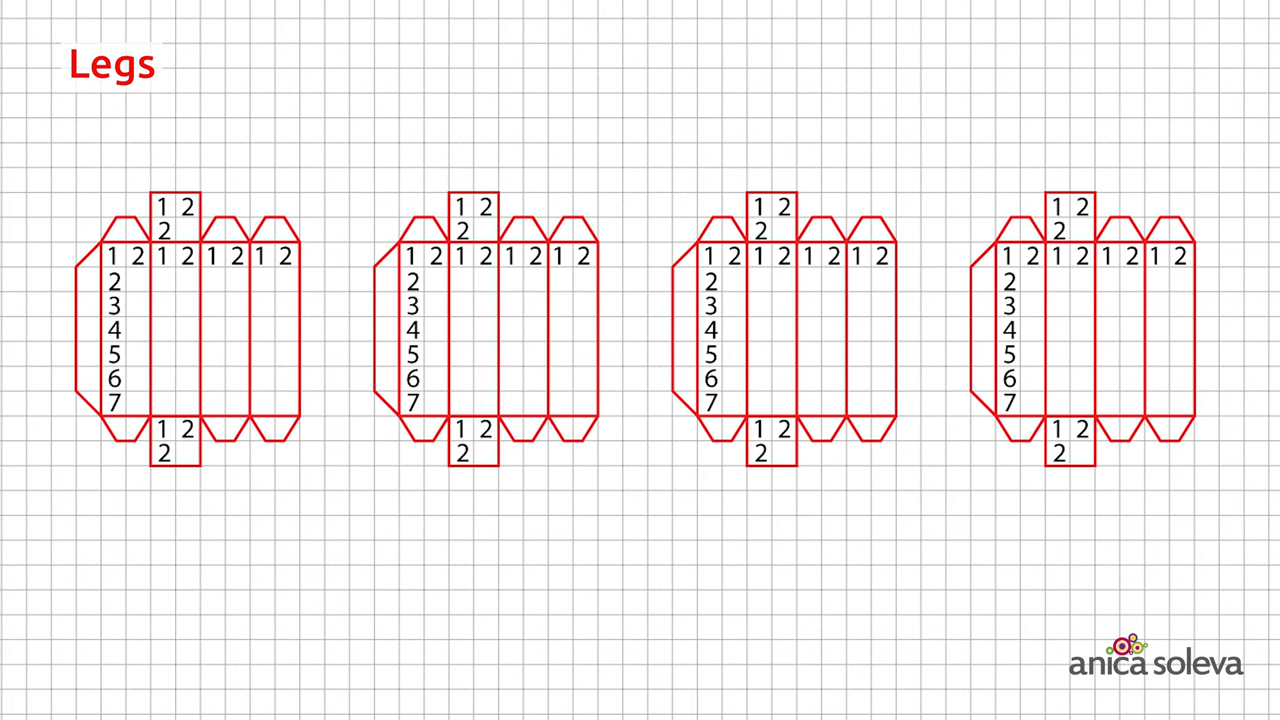 Legs
1 2 1 2 1 2 1 2
2 2 2 2
1 2 1 2 1 2 1 2 1 2 1 2 1 2 1 2 1 2 1 2 1 2 1 2 1 2 1 2 1 2 1 2
2 2 2 2
3 3 3 3
4 4 4 4
5 5 5 5
6 6 6 6
7 7 7 7
1 2 1 2 1 2 1 2
2 2 2 2
anica soleva